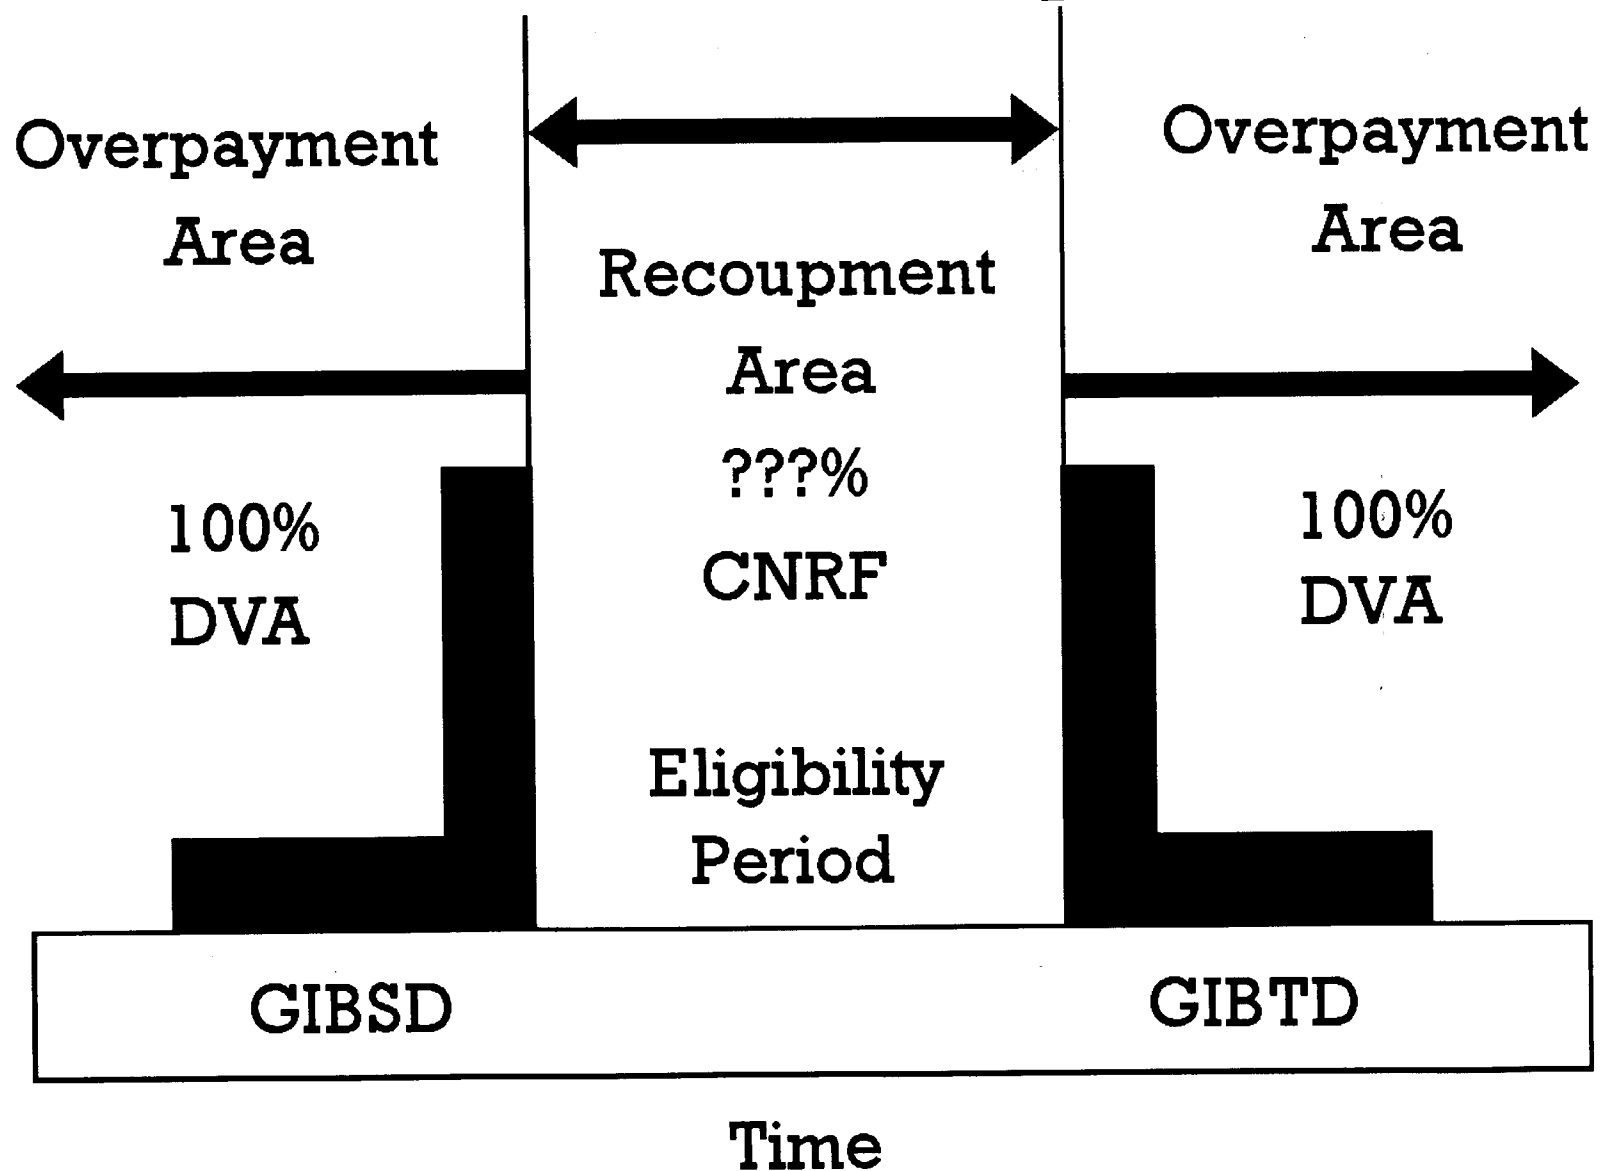 Overpayment
Area
100%
DVA
Recoupment
Area
???%
CNRF
Eligibility
Period
Overpayment
Area
100%
DVA
GIBSD
GIBTD
Time